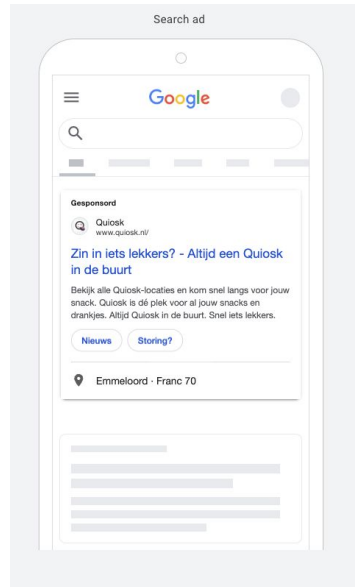 Search ad
Google
Gesponsord
Quiosk
www.quiosk.nl/
Zin in iets lekkers? - Altijd een Quiosk
in de buurt
Bekijk alle Quiosk-locaties en kom snel langs voor jouw
snack. Quiosk is dé plek voor al jouw snacks en
drankjes. Altijd Quiosk in de buurt. Snel iets lekkers.
Nieuws Storing?
Emmeloord · Franc 70